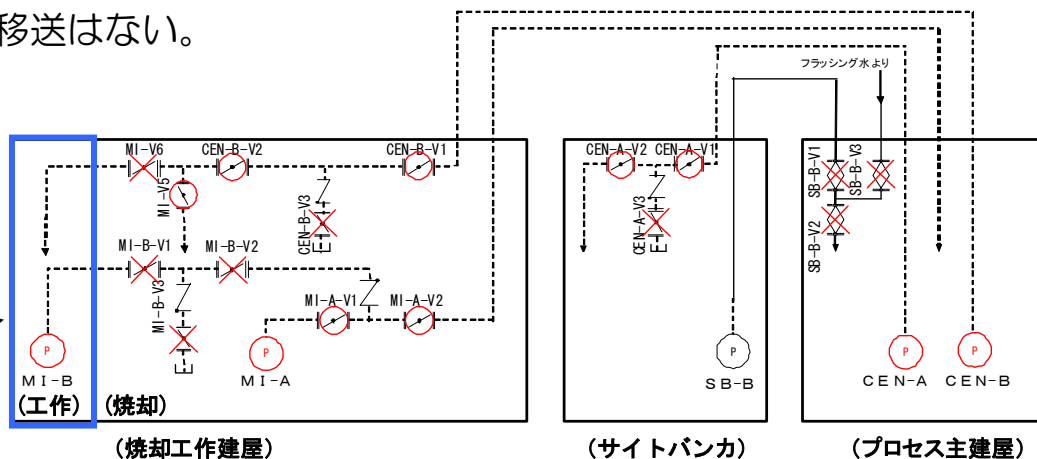 移送はない。
フラッシング水より
MI-V6
CEN-B-V2
CEN-B-V1
MI-V5
CEN-B-V3
MI-B-V1
MI-B-V2
MI-B-V3
MI-A-V1
MI-A-V2
P
MI-B
P
MI-A
(工作)
(焼却)
(焼却工作建屋)
CEN-A-V2
CEN-A-V1
CEN-A-V3
P
SB-B
(サイトバンカ)
SB-B-V1
SB-B-V3
SB-B-V2
P
CEN-A
P
CEN-B
(プロセス主建屋)